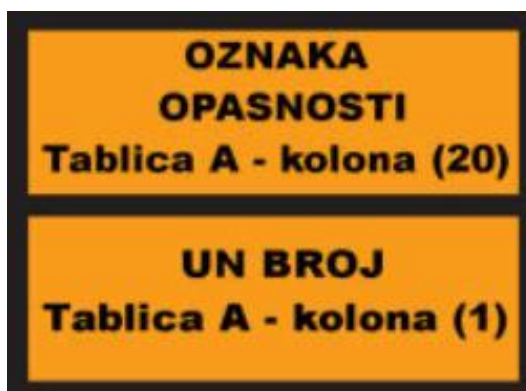 OZNAKA
OPASNOSTI
Tablica A - kolona (20)
UN BROJ
Tablica A - kolona (1)